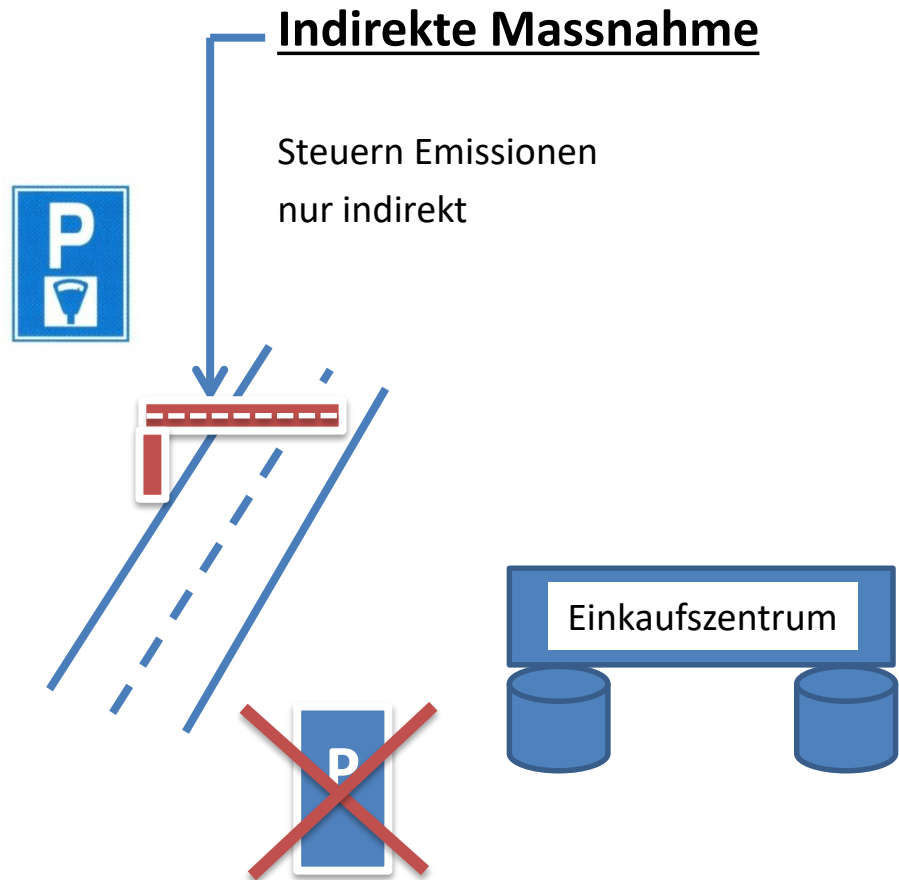 Indirekte Massnahme
Steuern Emissionen
nur indirekt
P
Einkaufszentrum
P